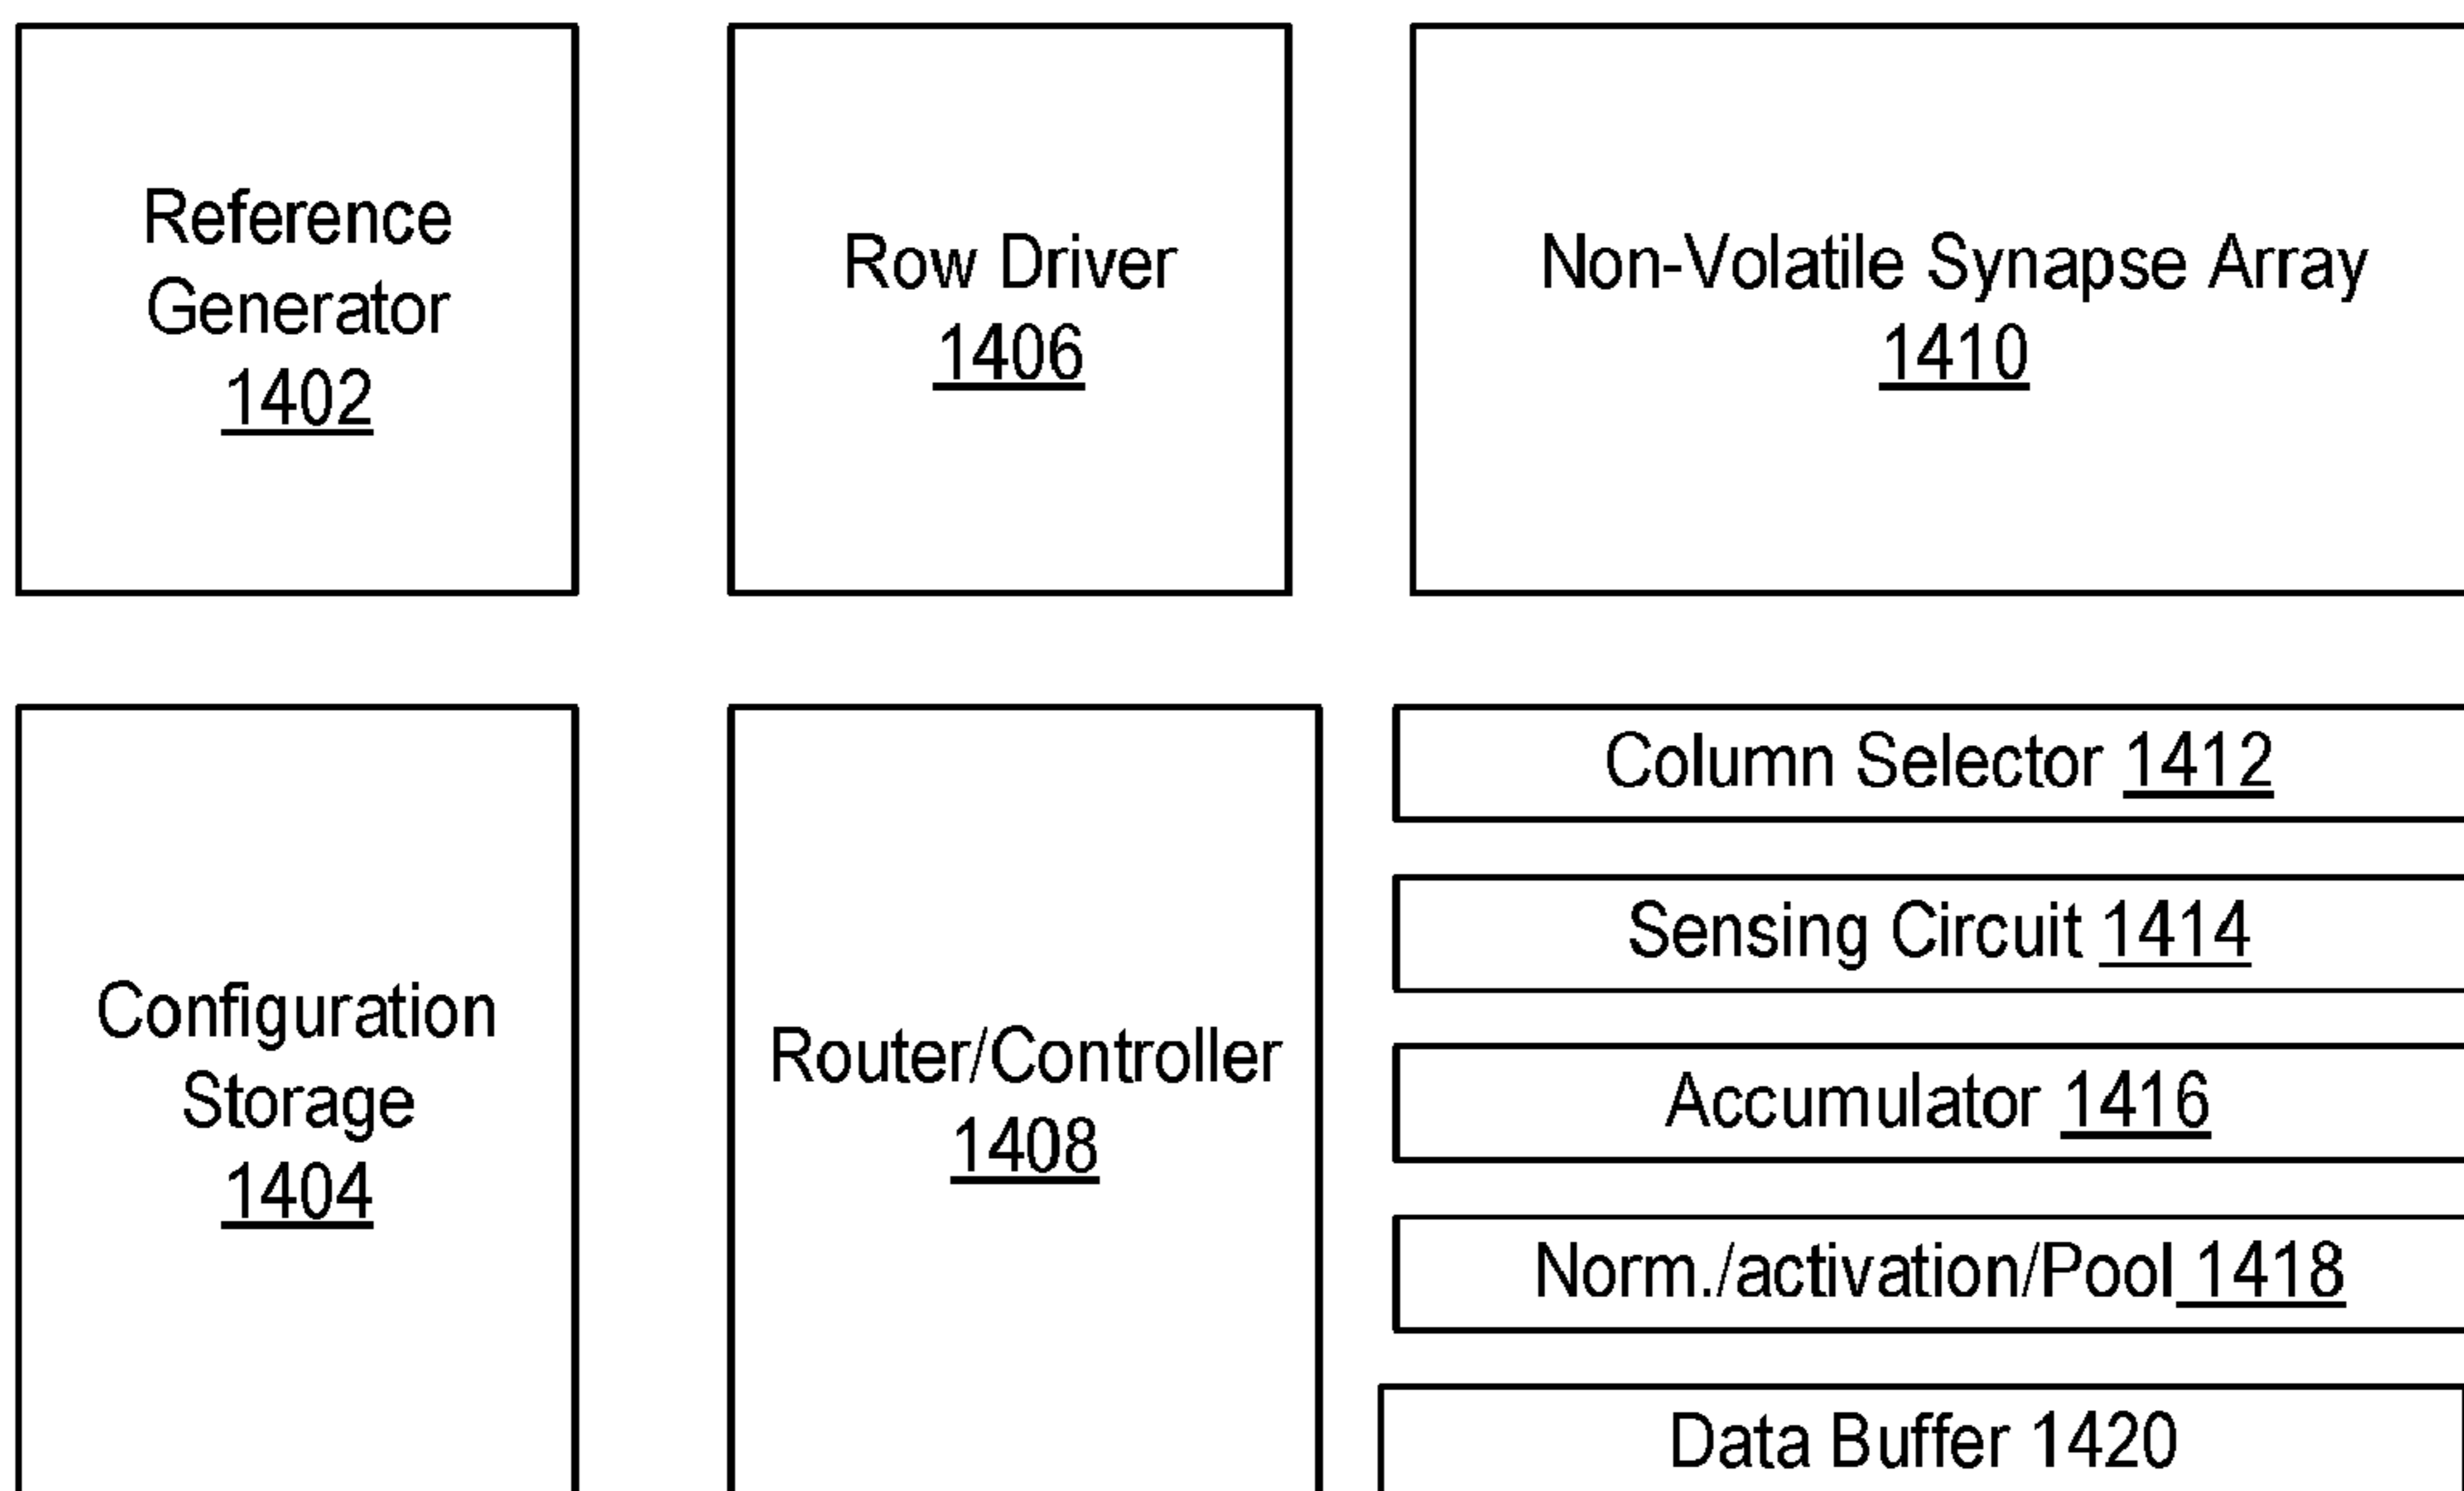 Reference
Generator
1402
Row Driver
1406
Non-Volatile Synapse Array
1410
Configuration
Storage
1404
Router/Controller
1408
Column Selector 1412
Sensing Circuit 1414
Accumulator 1416
Norm./activation/Pool 1418
Data Buffer 1420